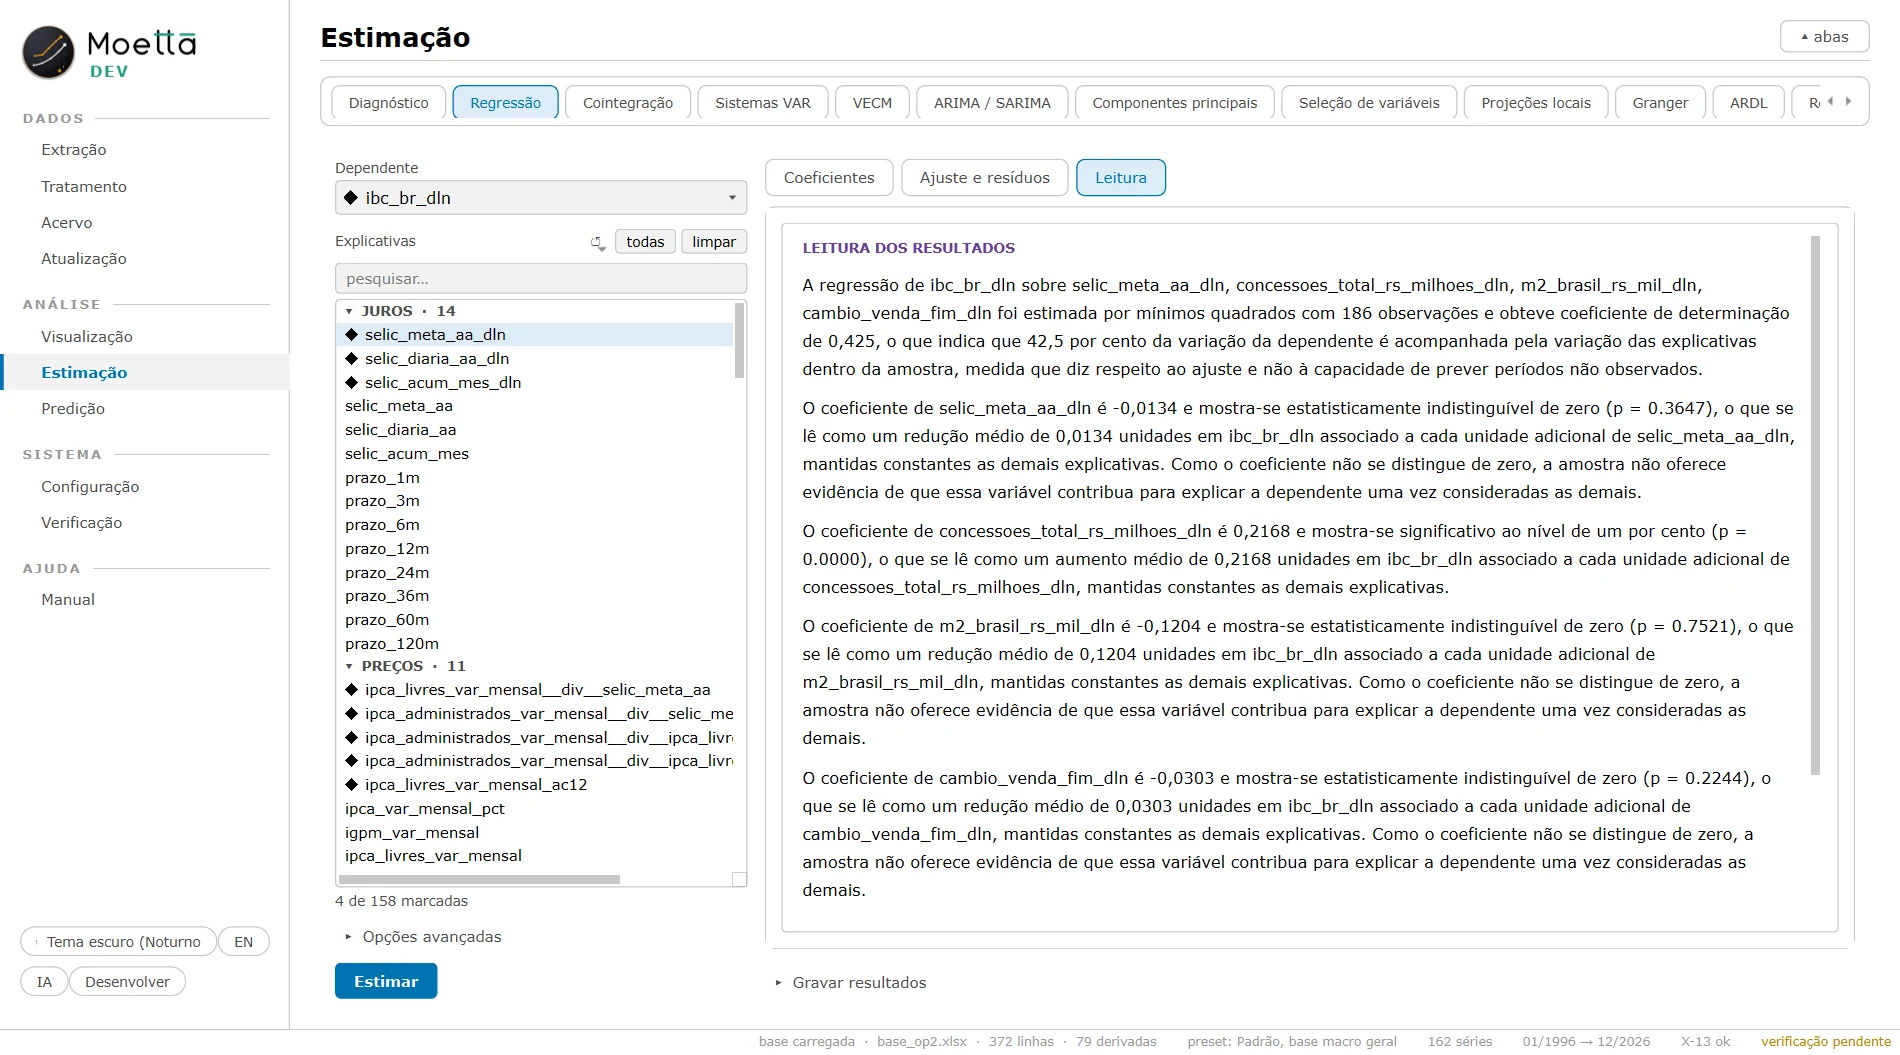 Moetta
DEV
DADOS
Extração
Tratamento
Acervo
Atualização
ANÁLISE
Visualização
Estimação
Predição
SISTEMA
Configuração
Verificação
AJUDA
Manual
Tema escuro (Noturno
EN
IA
Desenvolver
Estimação
abas
Diagnóstico
Regressão
Cointegração
Sistemas VAR
VECM
ARIMA / SARIMA
Componentes principais
Seleção de variáveis
Projeções locais
Granger
ARDL
Dependente
ibc_br_dln
Explicativas
todas
limpar
pesquisar...
JUROS · 14
selic_meta_aa_dln
selic_diaria_aa_dln
selic_acum_mes_dln
selic_meta_aa
selic_diaria_aa
selic_acum_mes
prazo_1m
prazo_3m
prazo_6m
prazo_12m
prazo_24m
prazo_36m
prazo_60m
prazo_120m
PREÇOS · 11
ipca_livres_var_mensal__div__selic_meta_aa
ipca_administrados_var_mensal__div__selic_me
ipca_administrados_var_mensal__div__ipca_livr
ipca_administrados_var_mensal__div__ipca_livr
ipca_livres_var_mensal_ac12
ipca_var_mensal_pct
igpm_var_mensal
ipca_livres_var_mensal
4 de 158 marcadas
Opções avançadas
Estimar
Coeficientes
Ajuste e resíduos
Leitura
LEITURA DOS RESULTADOS
A regressão de ibc_br_dln sobre selic_meta_aa_dln, concessoes_total_rs_milhoes_dln, m2_brasil_rs_mil_dln,
cambio_venda_fim_dln foi estimada por mínimos quadrados com 186 observações e obteve coeficiente de determinação
de 0,425, o que indica que 42,5 por cento da variação da dependente é acompanhada pela variação das explicativas
dentro da amostra, medida que diz respeito ao ajuste e não à capacidade de prever períodos não observados.
O coeficiente de selic_meta_aa_dln é -0,0134 e mostra-se estatisticamente indistinguível de zero (p = 0.3647), o que se
lê como um redução médio de 0,0134 unidades em ibc_br_dln associado a cada unidade adicional de selic_meta_aa_dln,
mantidas constantes as demais explicativas. Como o coeficiente não se distingue de zero, a amostra não oferece
evidência de que essa variável contribua para explicar a dependente uma vez consideradas as demais.
O coeficiente de concessoes_total_rs_milhoes_dln é 0,2168 e mostra-se significativo ao nível de um por cento (p =
0.0000), o que se lê como um aumento médio de 0,2168 unidades em ibc_br_dln associado a cada unidade adicional de
concessoes_total_rs_milhoes_dln, mantidas constantes as demais explicativas.
O coeficiente de m2_brasil_rs_mil_dln é -0,1204 e mostra-se estatisticamente indistinguível de zero (p = 0.7521), o que
se lê como um redução médio de 0,1204 unidades em ibc_br_dln associado a cada unidade adicional de
m2_brasil_rs_mil_dln, mantidas constantes as demais explicativas. Como o coeficiente não se distingue de zero, a
amostra não oferece evidência de que essa variável contribua para explicar a dependente uma vez consideradas as
demais.
O coeficiente de cambio_venda_fim_dln é -0,0303 e mostra-se estatisticamente indistinguível de zero (p = 0.2244), o
que se lê como um redução médio de 0,0303 unidades em ibc_br_dln associado a cada unidade adicional de
cambio_venda_fim_dln, mantidas constantes as demais explicativas. Como o coeficiente não se distingue de zero, a
amostra não oferece evidência de que essa variável contribua para explicar a dependente uma vez consideradas as
demais.
Gravar resultados
base carregada · base_op2.xlsx · 372 linhas · 79 derivadas
preset: Padrão, base macro geral
162 séries
01/1996 → 12/2026
X-13 ok
verificação pendente